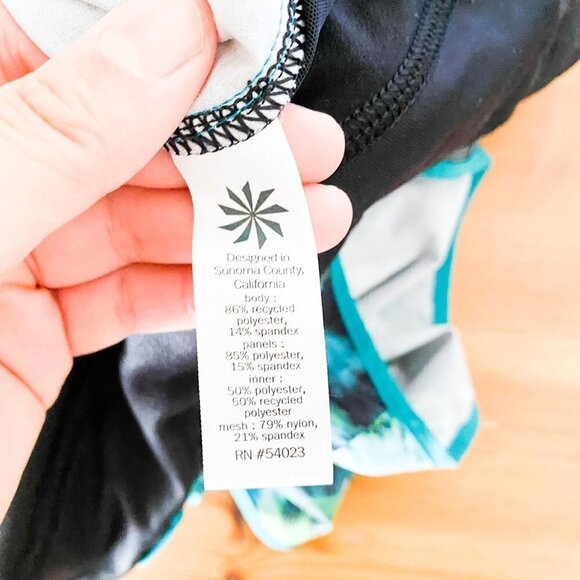 Designed in
Sonoma County,
California
body :
86% recycled
polyester,
14% spandex
panels :
85% polyester,
15% spandex
inner :
50% polyester,
50% recycled
polyester
mesh : 79% nylon,
21% spandex
RN #54023